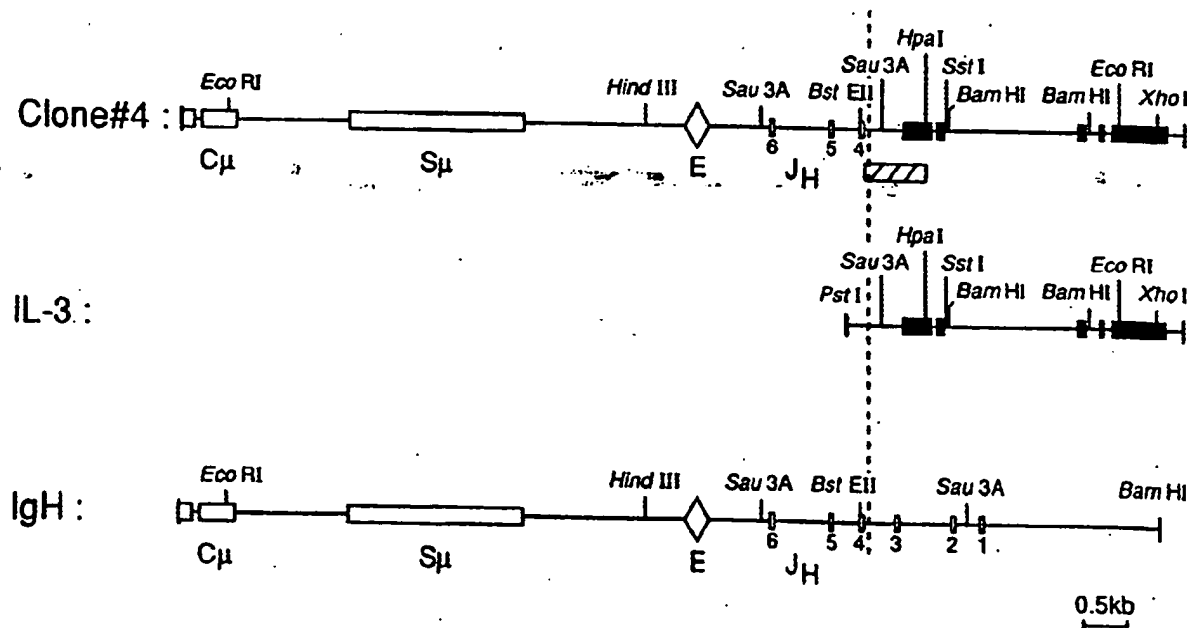 Clone#4 :
Eco RI
Hind III
Sau 3A
Bst EII
Sau 3A
Hpa I
Sst I
Bam HI
Bam HI
Eco RI
Xho I
Cμ
Sμ
E
6
JH
5
4
IL-3 :
Pst I
Sau 3A
Hpa I
Sst I
Bam HI
Bam HI
Eco RI
Xho I
IgH :
Eco RI
Hind III
Sau 3A
Bst EII
Sau 3A
Bam HI
Cμ
Sμ
E
6
JH
5
4
3
2
1
0.5kb